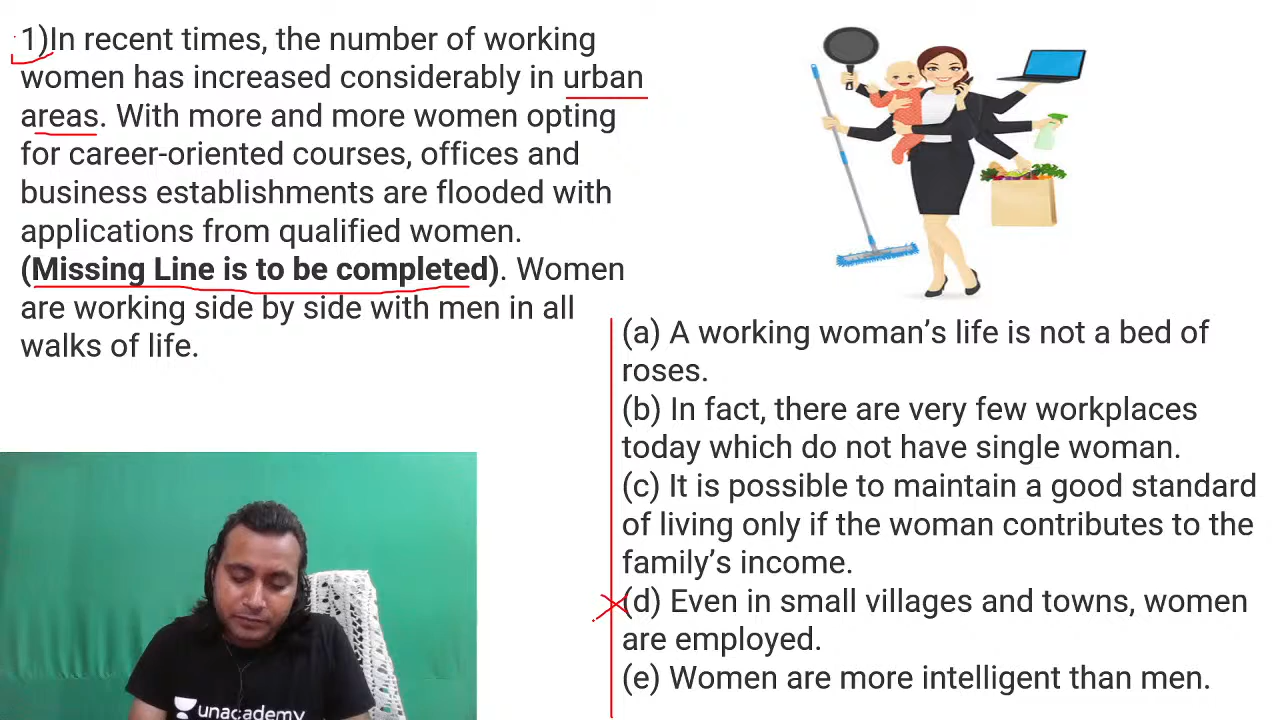 1)In recent times, the number of working
women has increased considerably in urban
areas. With more and more women opting
for career-oriented courses, offices and
business establishments are flooded with
applications from qualified women.
(Missing Line is to be completed). Women
are working side by side with men in all
walks of life.
(a) A working woman’s life is not a bed of
roses.
(b) In fact, there are very few workplaces
today which do not have single woman.
(c) It is possible to maintain a good standard
of living only if the woman contributes to the
family’s income.
(d) Even in small villages and towns, women
are employed.
(e) Women are more intelligent than men.
unacademy